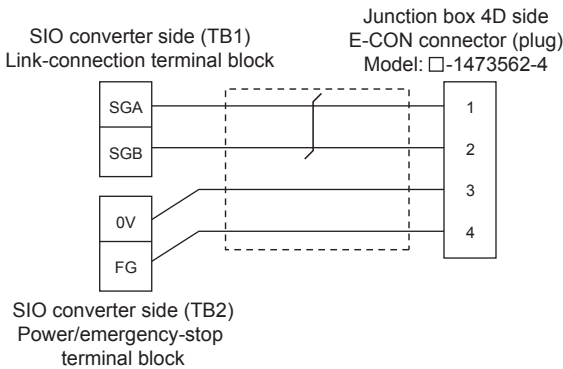 SIO converter side (TB1)
Link-connection terminal block
Junction box 4D side
E-CON connector (plug)
Model: □-1473562-4
SGA
SGB
0V
FG
1
2
3
4
SIO converter side (TB2)
Power/emergency-stop
terminal block